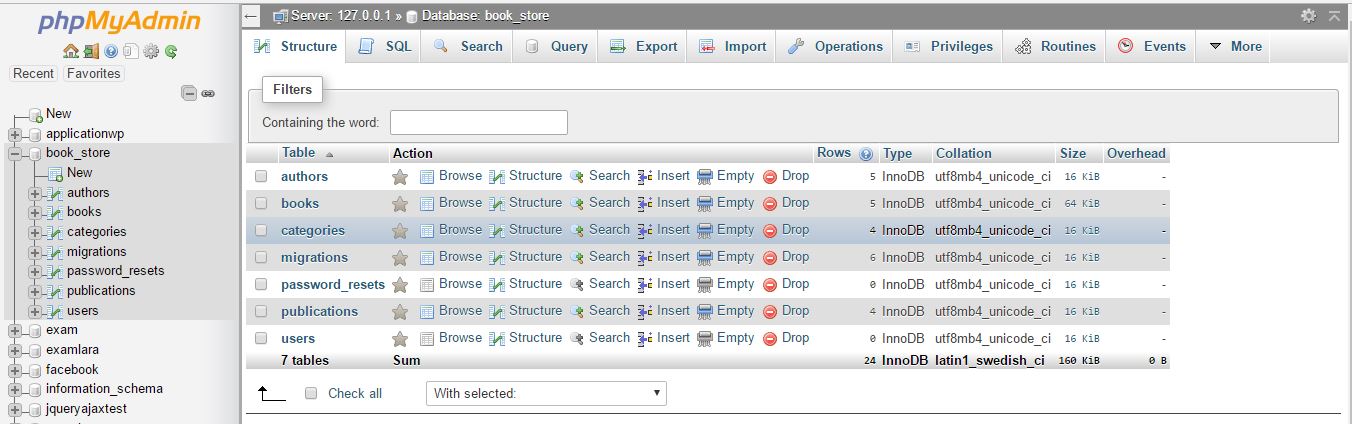 phpMyAdmin
Recent Favorites
New
applicationwp
book_store
New
authors
books
categories
migrations
password_resets
publications
users
exam
examlara
facebook
information_schema
jqueryajaxtest
Server: 127.0.0.1 » Database: book_store
Structure SQL Search Query Export Import Operations Privileges Routines Events More
Filters
Containing the word:
Table Action Rows Type Collation Size Overhead
authors Browse Structure Search Insert Empty Drop 5 InnoDB utf8mb4_unicode_ci 16 KiB -
books Browse Structure Search Insert Empty Drop 5 InnoDB utf8mb4_unicode_ci 64 KiB -
categories Browse Structure Search Insert Empty Drop 4 InnoDB utf8mb4_unicode_ci 16 KiB -
migrations Browse Structure Search Insert Empty Drop 6 InnoDB utf8mb4_unicode_ci 16 KiB -
password_resets Browse Structure Search Insert Empty Drop 0 InnoDB utf8mb4_unicode_ci 16 KiB -
publications Browse Structure Search Insert Empty Drop 4 InnoDB utf8mb4_unicode_ci 16 KiB -
users Browse Structure Search Insert Empty Drop 0 InnoDB utf8mb4_unicode_ci 16 KiB -
7 tables Sum 24 InnoDB latin1_swedish_ci 160 KiB 0 B
Check all With selected: